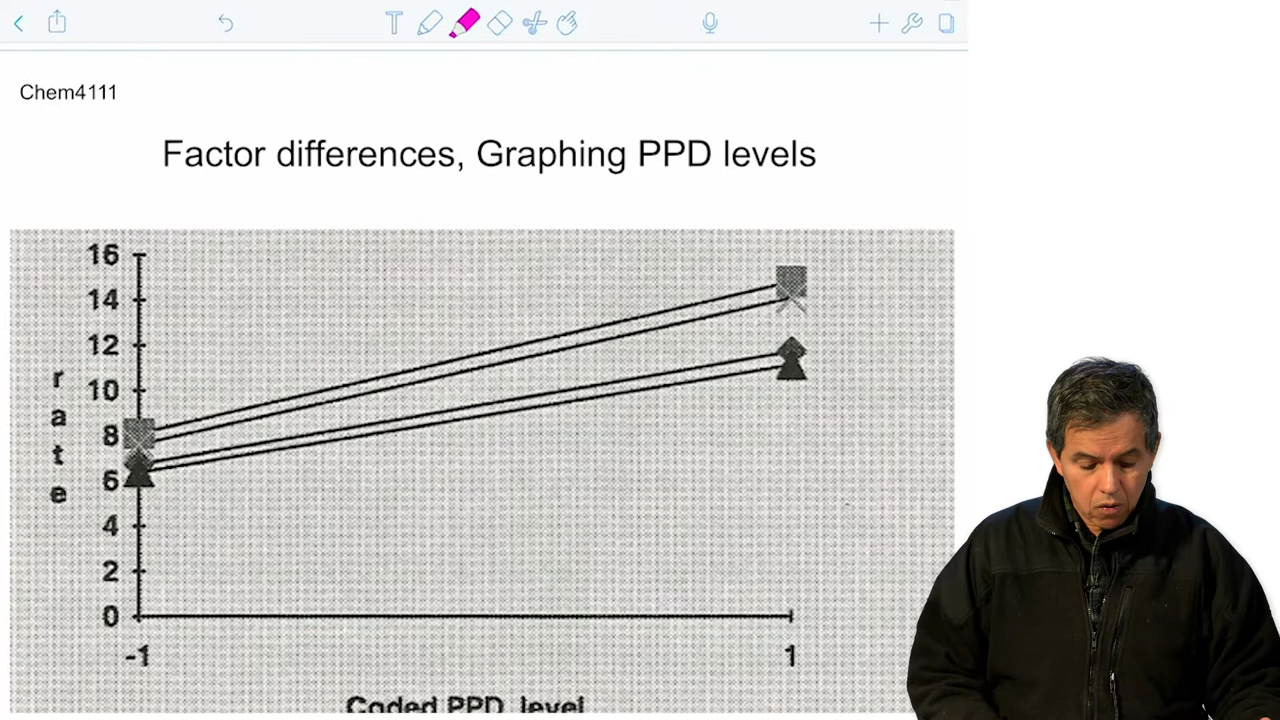 T
Chem4111
Factor differences, Graphing PPD levels
16
14
12
10
8
6
4
2
0
rate
-1
1
Coded PPD level